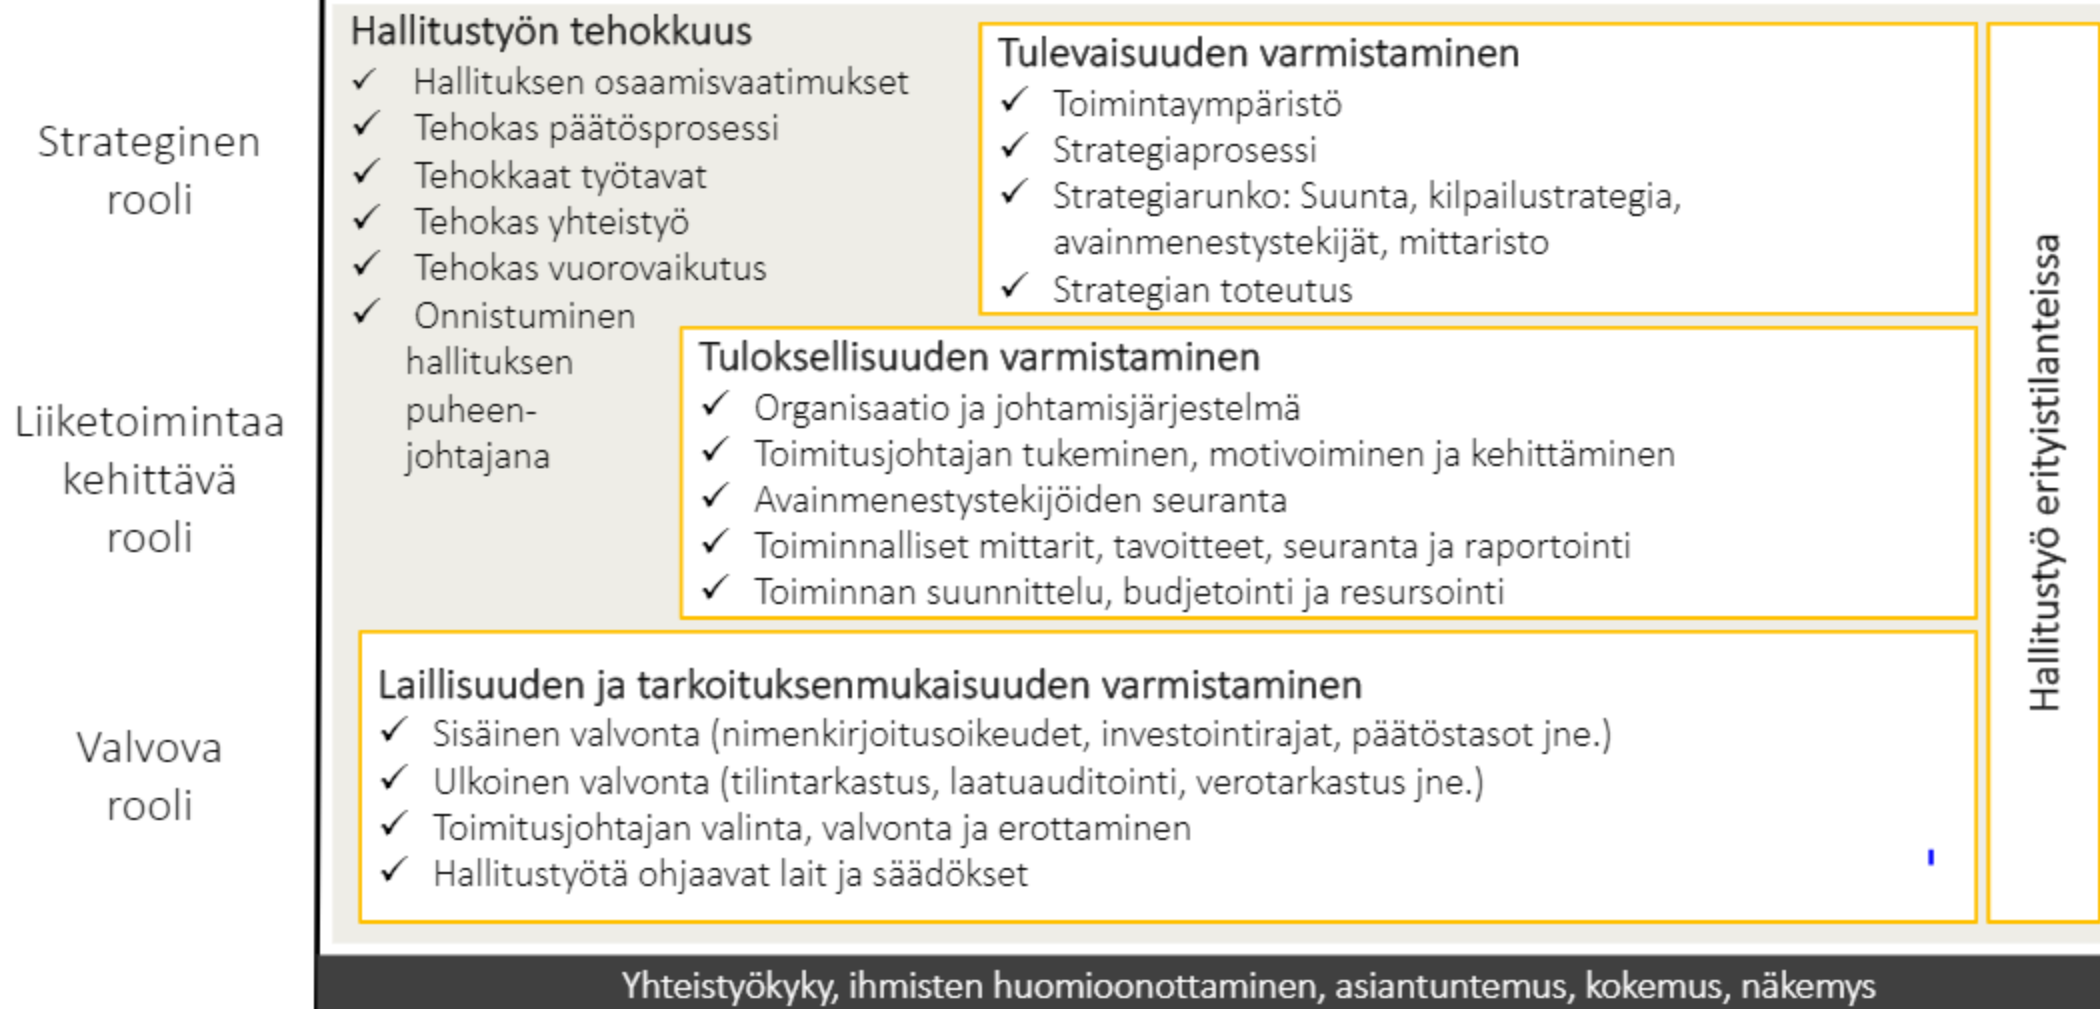 Strateginen
rooli
Liiketoimintaa
kehittävä
rooli
Valvova
rooli
Hallitustyön tehokkuus
✓ Hallituksen osaamisvaatimukset
✓ Tehokas päätösprosessi
✓ Tehokkaat työtavat
✓ Tehokas yhteistyö
✓ Tehokas vuorovaikutus
✓ Onnistuminen
hallituksen
puheen-
johtajana
Tulevaisuuden varmistaminen
✓ Toimintaympäristö
✓ Strategiaprosessi
✓ Strategiarunko: Suunta, kilpailustrategia,
avainmenestystekijät, mittaristo
✓ Strategian toteutus
Tuloksellisuuden varmistaminen
✓ Organisaatio ja johtamisjärjestelmä
✓ Toimitusjohtajan tukeminen, motivoiminen ja kehittäminen
✓ Avainmenestystekijöiden seuranta
✓ Toiminnalliset mittarit, tavoitteet, seuranta ja raportointi
✓ Toiminnan suunnittelu, budjetointi ja resursointi
Laillisuuden ja tarkoituksenmukaisuuden varmistaminen
✓ Sisäinen valvonta (nimenkirjoitusoikeudet, investointirajat, päätöstasot jne.)
✓ Ulkoinen valvonta (tilintarkastus, laatuauditointi, verotarkastus jne.)
✓ Toimitusjohtajan valinta, valvonta ja erottaminen
✓ Hallitustyötä ohjaavat lait ja säädökset
Hallitustyö erityistilanteissa
Yhteistyökyky, ihmisten huomioonottaminen, asiantuntemus, kokemus, näkemys